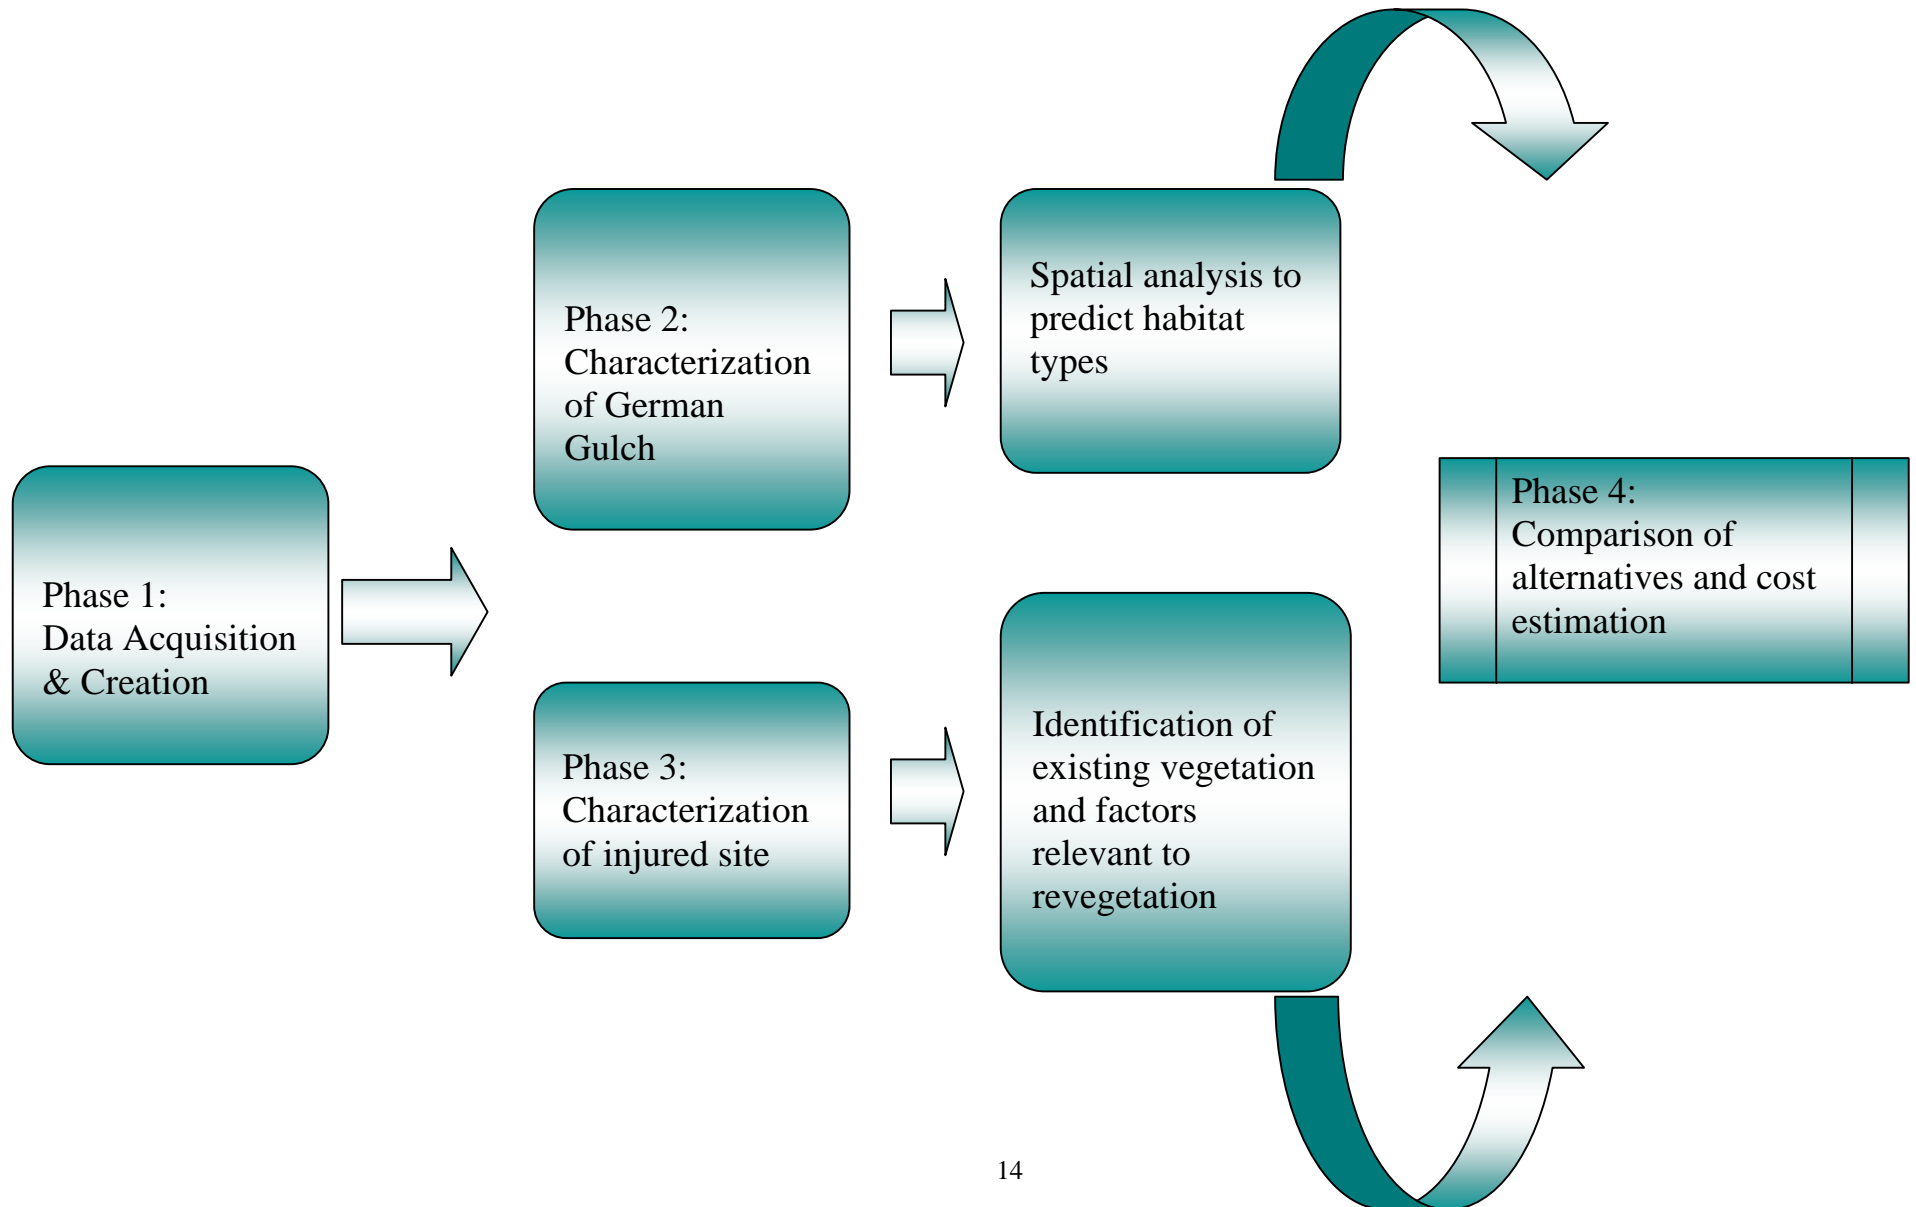 Phase 1:
Data Acquisition
& Creation
Phase 2:
Characterization
of German
Gulch
Spatial analysis to
predict habitat
types
Phase 3:
Characterization
of injured site
Identification of
existing vegetation
and factors
relevant to
revegetation
Phase 4:
Comparison of
alternatives and cost
estimation
14